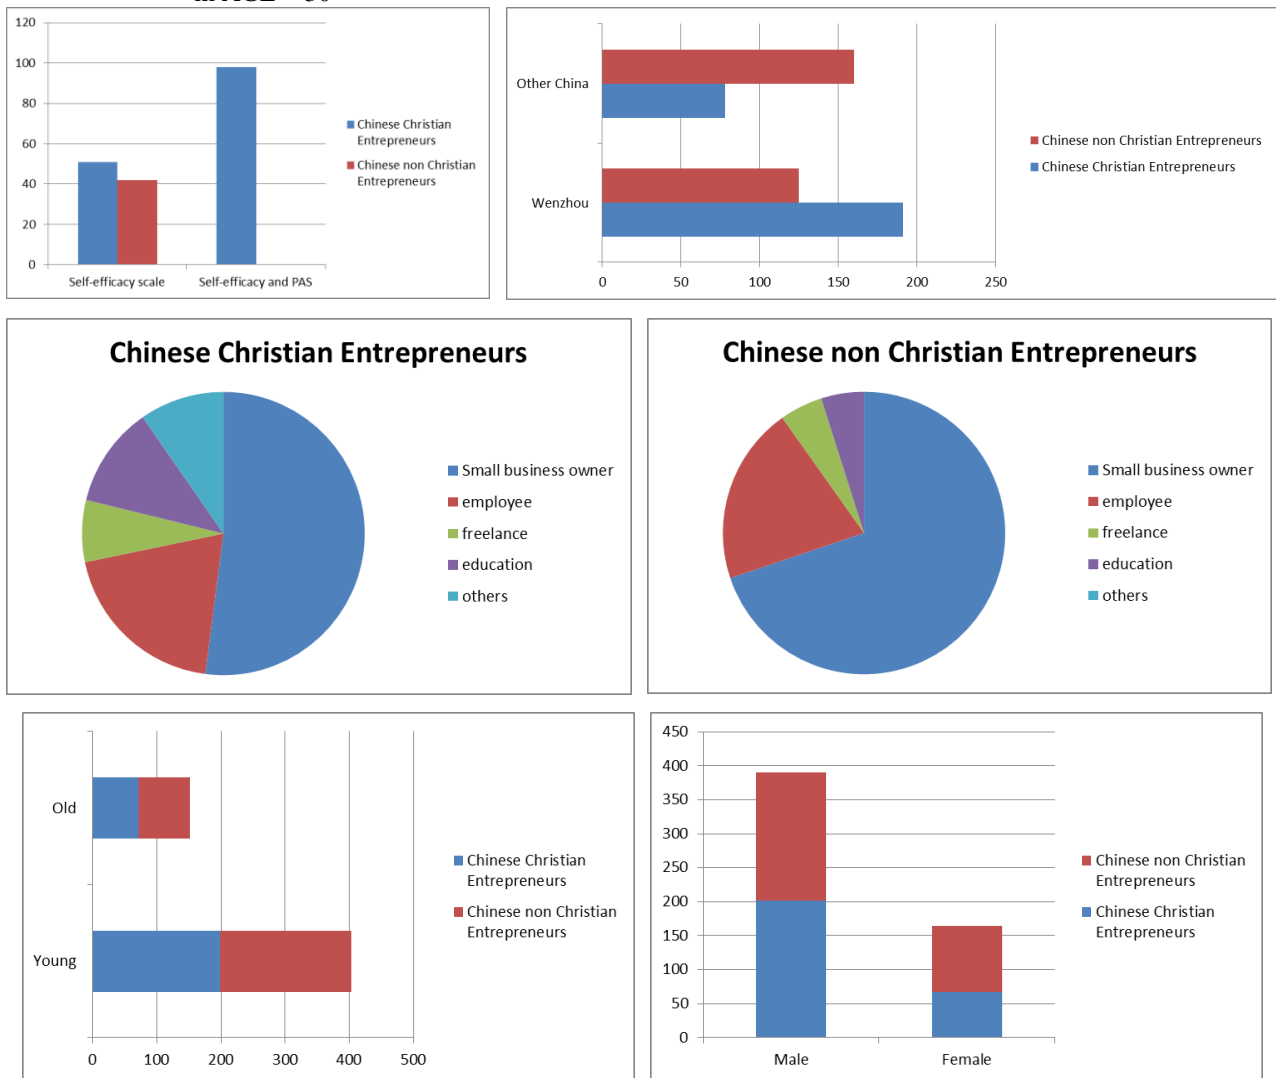 120
100
80
60
40
20
0
Self-efficacy scale
Self-efficacy and PAS
Chinese Christian
Entrepreneurs
Chinese non Christian
Entrepreneurs
Other China
Wenzhou
0 50 100 150 200 250
Chinese non Christian Entrepreneurs
Chinese Christian Entrepreneurs
Chinese Christian Entrepreneurs
Small business owner
employee
freelance
education
others
Chinese non Christian Entrepreneurs
Small business owner
employee
freelance
education
others
Old
Young
0 100 200 300 400 500
Chinese Christian
Entrepreneurs
Chinese non Christian
Entrepreneurs
450
400
350
300
250
200
150
100
50
0
Male
Female
Chinese non Christian
Entrepreneurs
Chinese Christian
Entrepreneurs